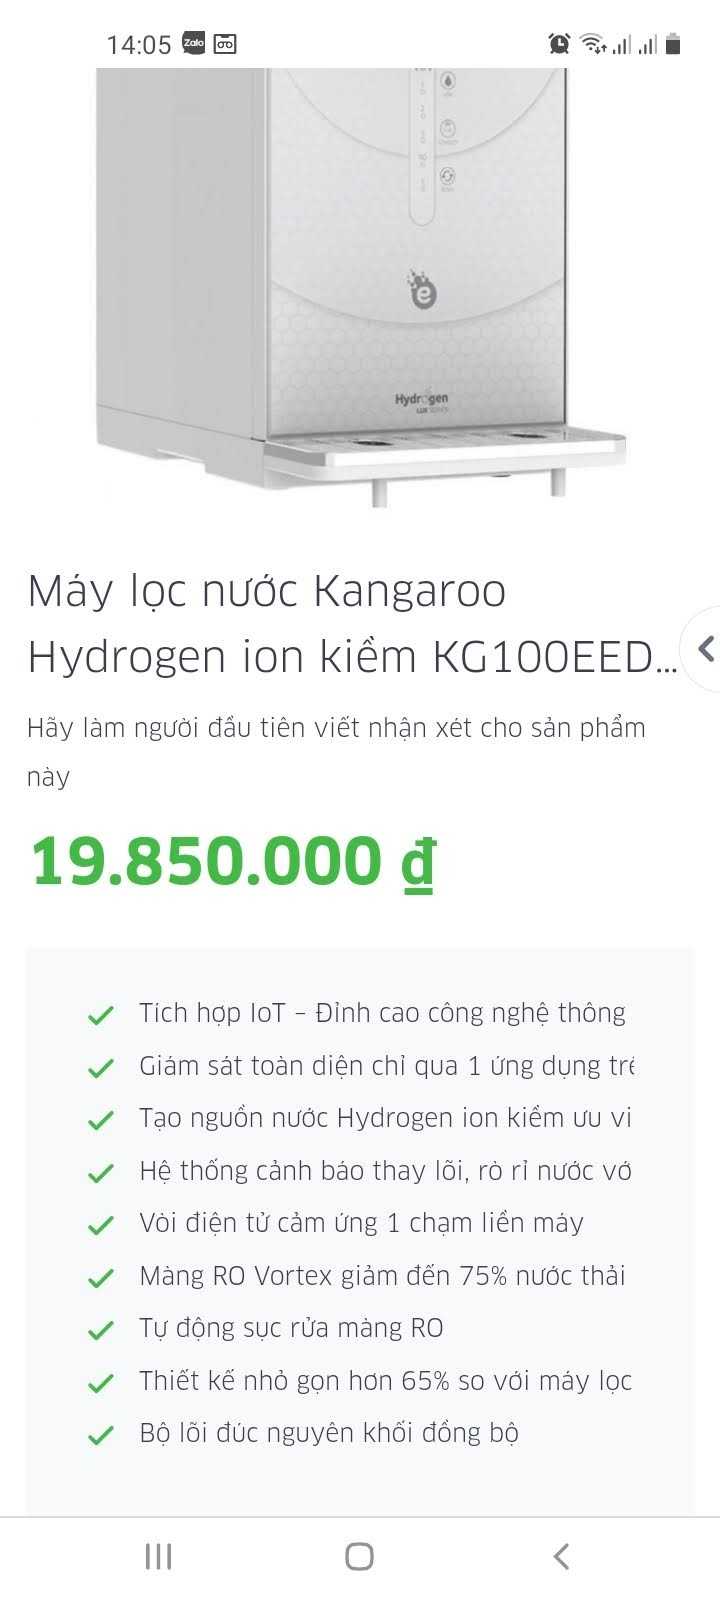 14:05 Zalo
e
Hydrogen
LUX SERIES
Máy lọc nước Kangaroo
Hydrogen ion kiềm KG100EED...
Hãy làm người đầu tiên viết nhận xét cho sản phẩm
này
19.850.000 ₫
Tích hợp IoT – Đỉnh cao công nghệ thông
Giám sát toàn diện chỉ qua 1 ứng dụng trê
Tạo nguồn nước Hydrogen ion kiềm ưu vi
Hệ thống cảnh báo thay lõi, rò rỉ nước vớ
Vòi điện tử cảm ứng 1 chạm liền máy
Màng RO Vortex giảm đến 75% nước thải
Tự động sục rửa màng RO
Thiết kế nhỏ gọn hơn 65% so với máy lọc
Bộ lõi đúc nguyên khối đồng bộ